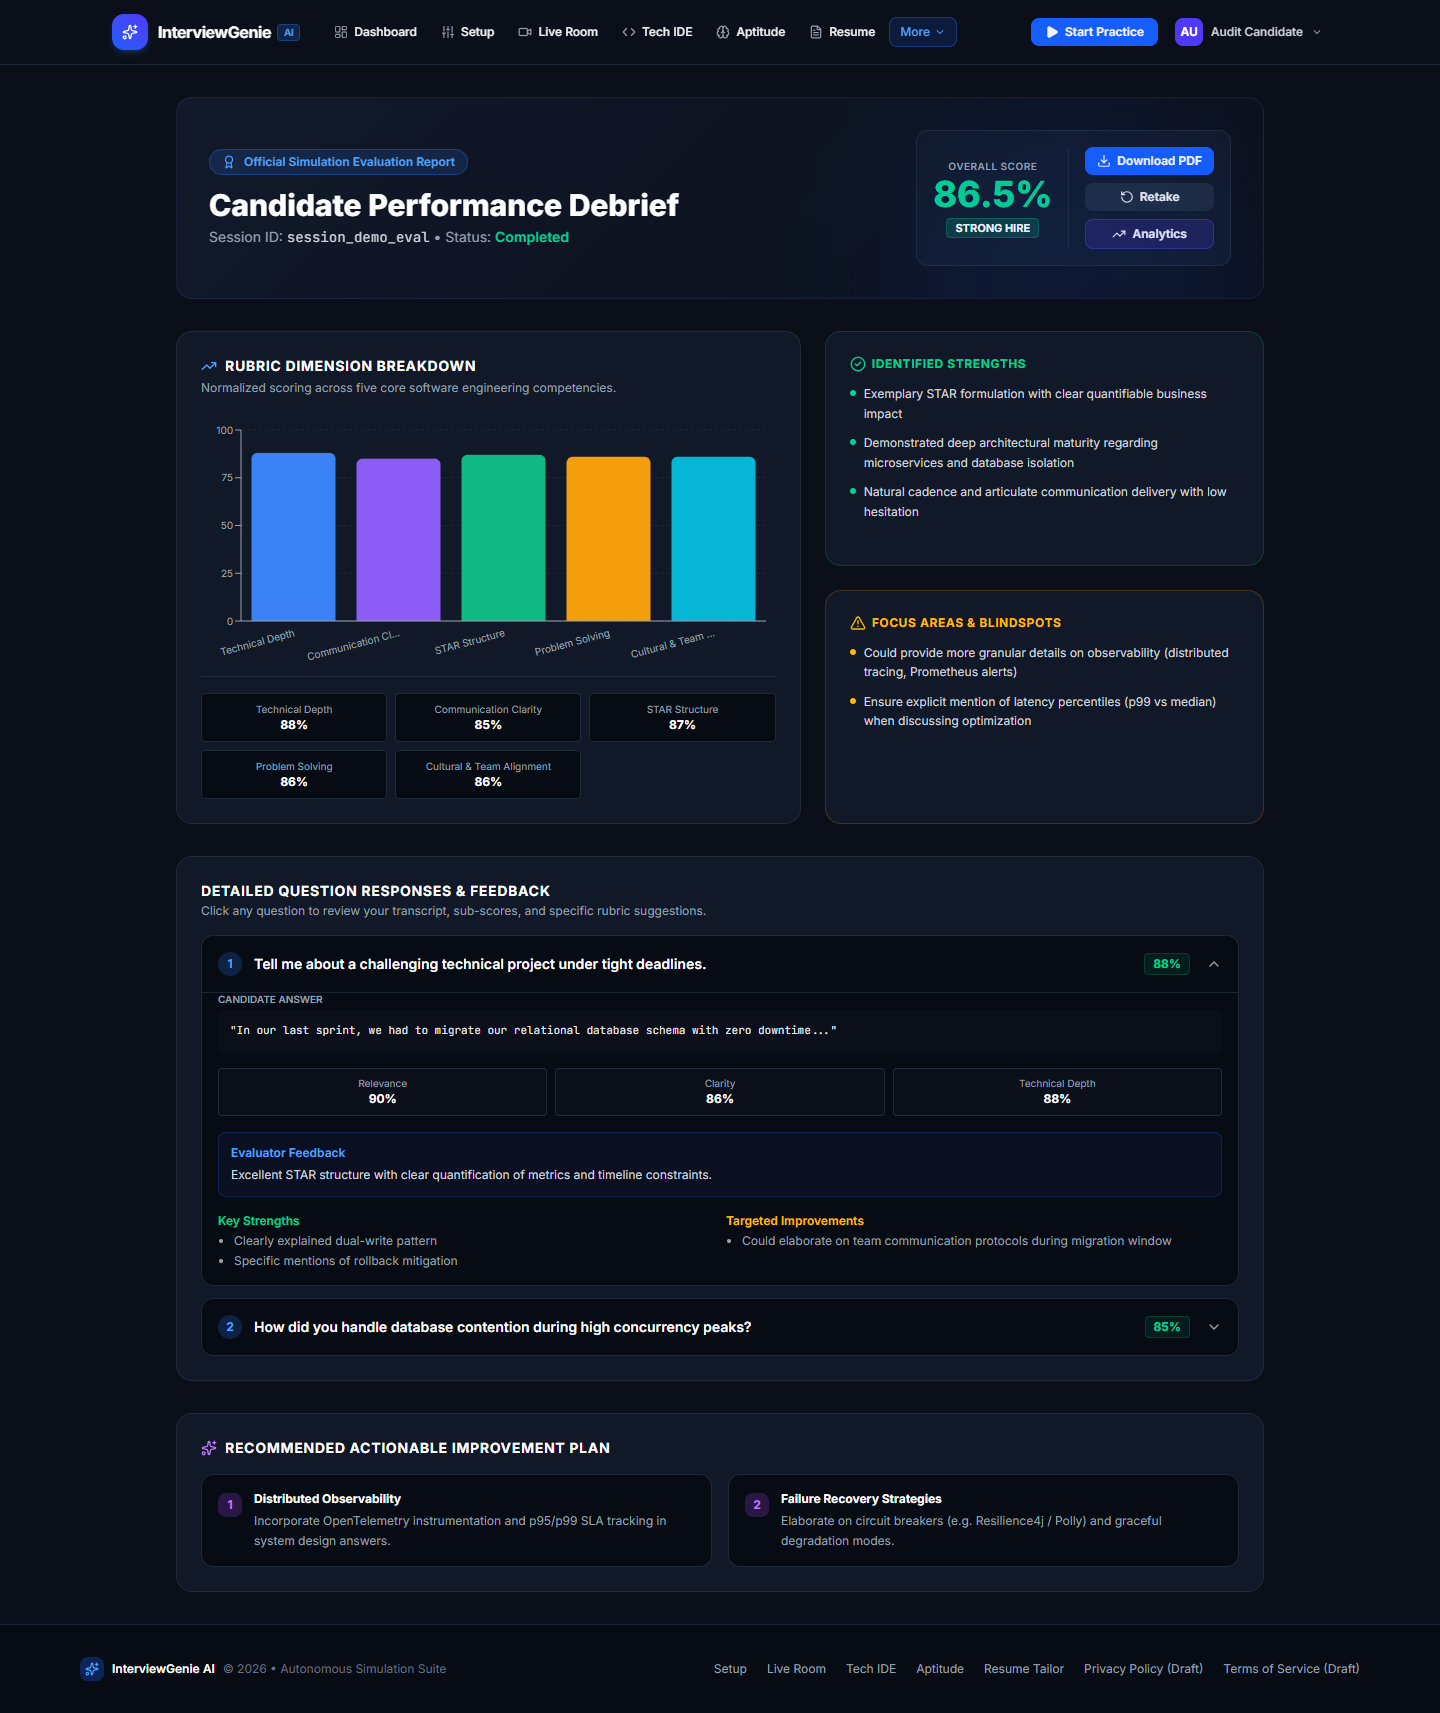 InterviewGenie AI
Dashboard
Setup
Live Room
Tech IDE
Aptitude
Resume
More
Start Practice
AU
Audit Candidate
Official Simulation Evaluation Report
Candidate Performance Debrief
Session ID: session_demo_eval • Status: Completed
OVERALL SCORE
86.5%
STRONG HIRE
Download PDF
Retake
Analytics
RUBRIC DIMENSION BREAKDOWN
Normalized scoring across five core software engineering competencies.
100
75
50
25
0
Technical Depth
Communication Cl...
STAR Structure
Problem Solving
Cultural & Team ...
Technical Depth
88%
Communication Clarity
85%
STAR Structure
87%
Problem Solving
86%
Cultural & Team Alignment
86%
IDENTIFIED STRENGTHS
Exemplary STAR formulation with clear quantifiable business
impact
Demonstrated deep architectural maturity regarding
microservices and database isolation
Natural cadence and articulate communication delivery with low
hesitation
FOCUS AREAS & BLINDSPOTS
Could provide more granular details on observability (distributed
tracing, Prometheus alerts)
Ensure explicit mention of latency percentiles (p99 vs median)
when discussing optimization
DETAILED QUESTION RESPONSES & FEEDBACK
Click any question to review your transcript, sub-scores, and specific rubric suggestions.
1
Tell me about a challenging technical project under tight deadlines.
88%
CANDIDATE ANSWER
"In our last sprint, we had to migrate our relational database schema with zero downtime..."
Relevance
90%
Clarity
86%
Technical Depth
88%
Evaluator Feedback
Excellent STAR structure with clear quantification of metrics and timeline constraints.
Key Strengths
• Clearly explained dual-write pattern
• Specific mentions of rollback mitigation
Targeted Improvements
• Could elaborate on team communication protocols during migration window
2
How did you handle database contention during high concurrency peaks?
85%
RECOMMENDED ACTIONABLE IMPROVEMENT PLAN
1
Distributed Observability
Incorporate OpenTelemetry instrumentation and p95/p99 SLA tracking in
system design answers.
2
Failure Recovery Strategies
Elaborate on circuit breakers (e.g. Resilience4j / Polly) and graceful
degradation modes.
InterviewGenie AI © 2026 • Autonomous Simulation Suite
Setup
Live Room
Tech IDE
Aptitude
Resume Tailor
Privacy Policy (Draft)
Terms of Service (Draft)